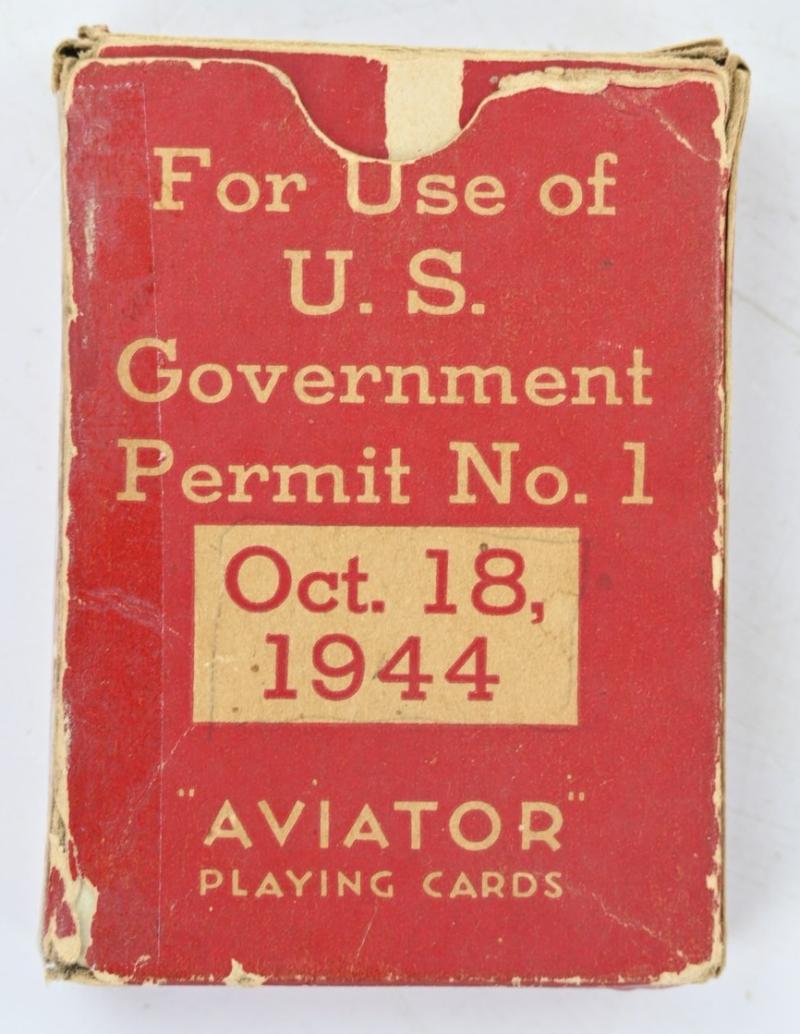 For Use of
U. S.
Government
Permit No. 1
Oct. 18,
1944
"AVIATOR"
PLAYING CARDS